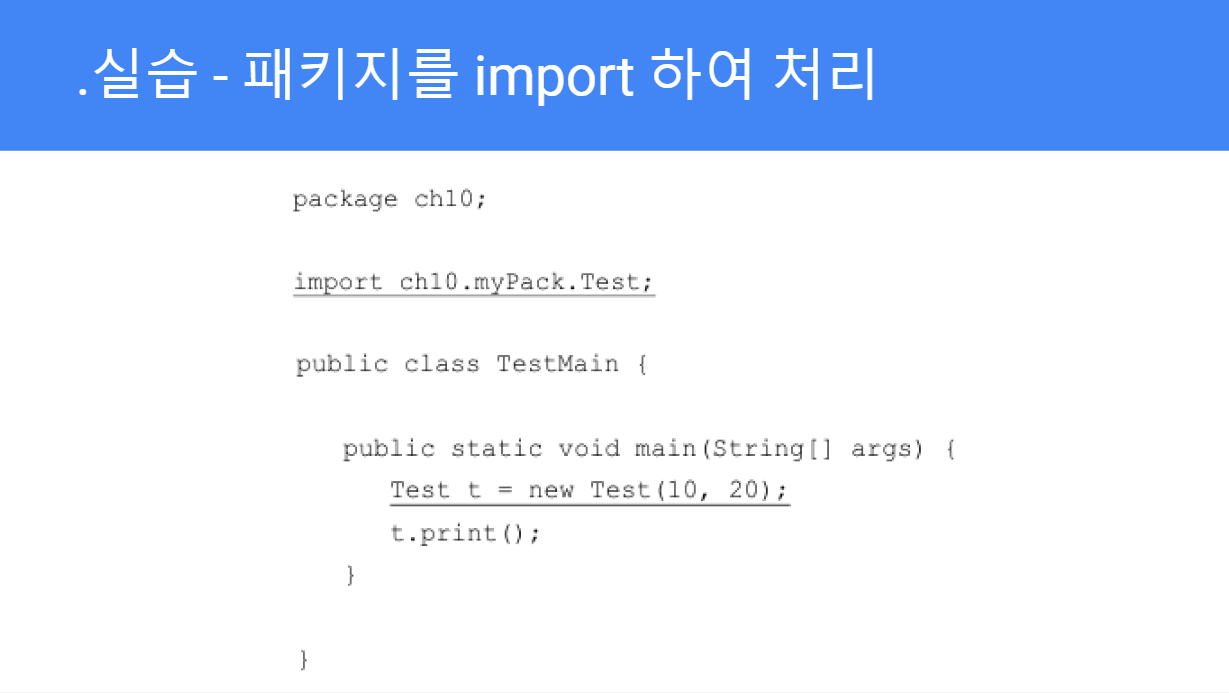 .실습 - 패키지를 import 하여 처리
package ch10;
import ch10.myPack.Test;
public class TestMain {
public static void main(String[] args) {
Test t = new Test(10, 20);
t.print();
}
}